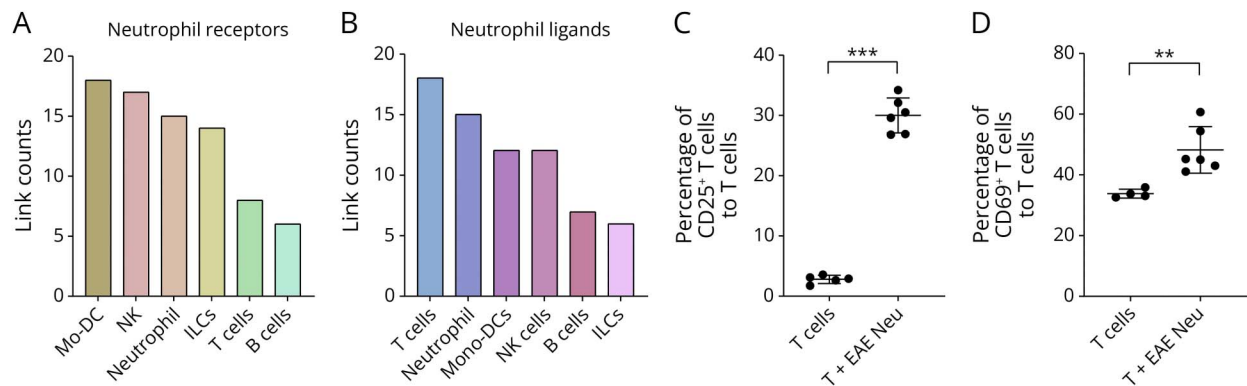 A
Neutrophil receptors
Link counts
20
15
10
5
0
Mo-DC
NK
Neutrophil
ILCs
T cells
B cells
B
Neutrophil ligands
Link counts
20
15
10
5
0
T cells
Neutrophil
Mono-DCs
NK cells
B cells
ILCs
C
Percentage of
CD25⁺ T cells
to T cells
40
30
20
10
0
***
T cells
T + EAE Neu
D
Percentage of
CD69⁺ T cells
to T cells
80
60
40
20
0
**
T cells
T + EAE Neu